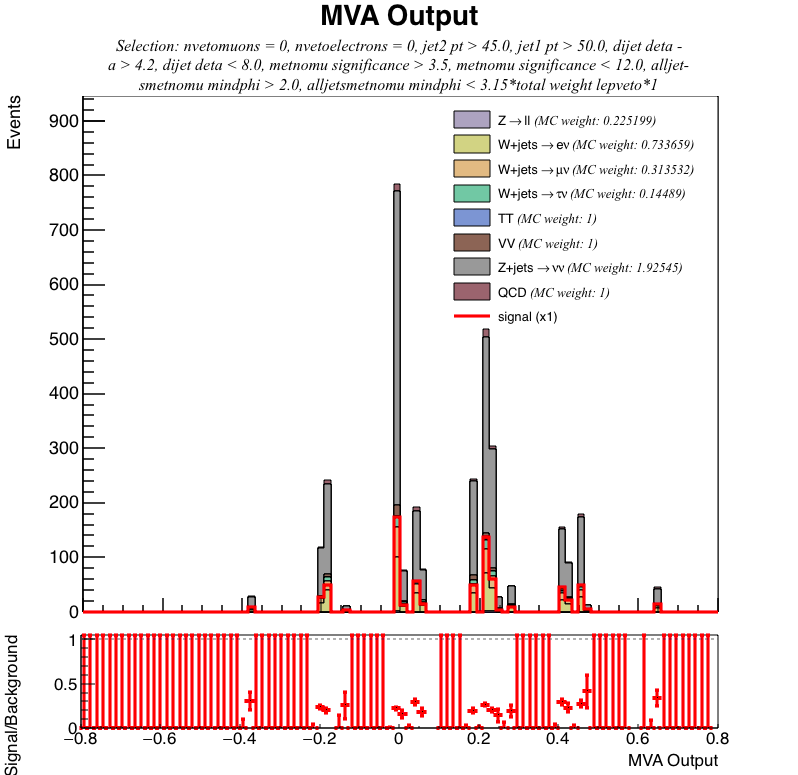 MVA Output
Selection: nvetomuons = 0, nvetoelectrons = 0, jet2 pt > 45.0, jet1 pt > 50.0, dijet deta -
a > 4.2, dijet deta < 8.0, metnomu significance > 3.5, metnomu significance < 12.0, alljet-
smetnomu mindphi > 2.0, alljetsmetnomu mindphi < 3.15*total weight lepveto*1
Events
900
800
700
600
500
400
300
200
100
0
Z→ll (MC weight: 0.225199)
W+jets→eν (MC weight: 0.733659)
W+jets→μν (MC weight: 0.313532)
W+jets→τν (MC weight: 0.14489)
TT (MC weight: 1)
VV (MC weight: 1)
Z+jets→νν (MC weight: 1.92545)
QCD (MC weight: 1)
signal (x1)
Signal/Background
1
0.5
0
−0.8 −0.6 −0.4 −0.2 0 0.2 0.4 0.6 0.8
MVA Output